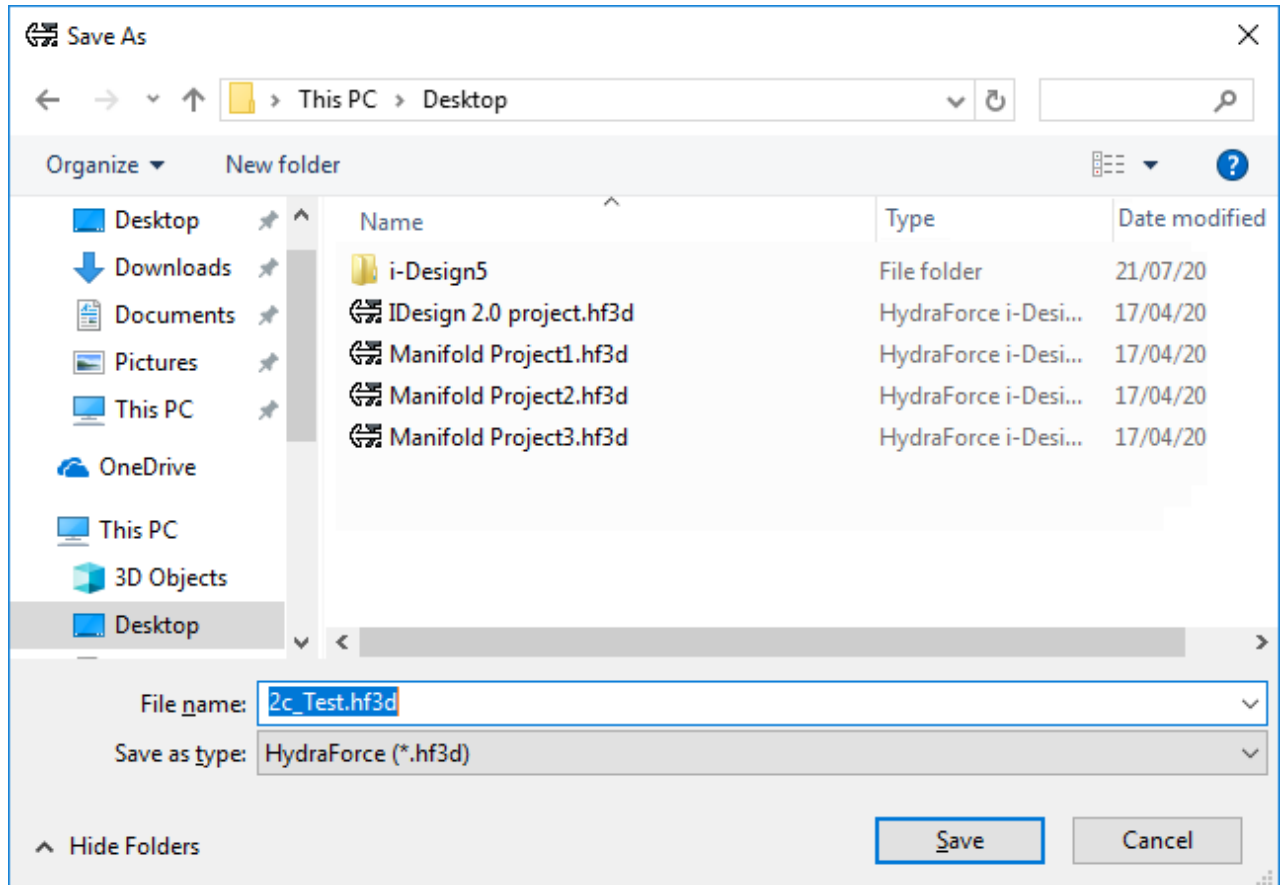 Save As
This PC > Desktop
Organize New folder
?
Desktop
Downloads
Documents
Pictures
This PC
OneDrive
This PC
3D Objects
Desktop
Name Type Date modified
i-Design5 File folder 21/07/20
IDesign 2.0 project.hf3d HydraForce i-Desi... 17/04/20
Manifold Project1.hf3d HydraForce i-Desi... 17/04/20
Manifold Project2.hf3d HydraForce i-Desi... 17/04/20
Manifold Project3.hf3d HydraForce i-Desi... 17/04/20
File name: 2c_Test.hf3d
Save as type: HydraForce (*.hf3d)
Hide Folders Save Cancel